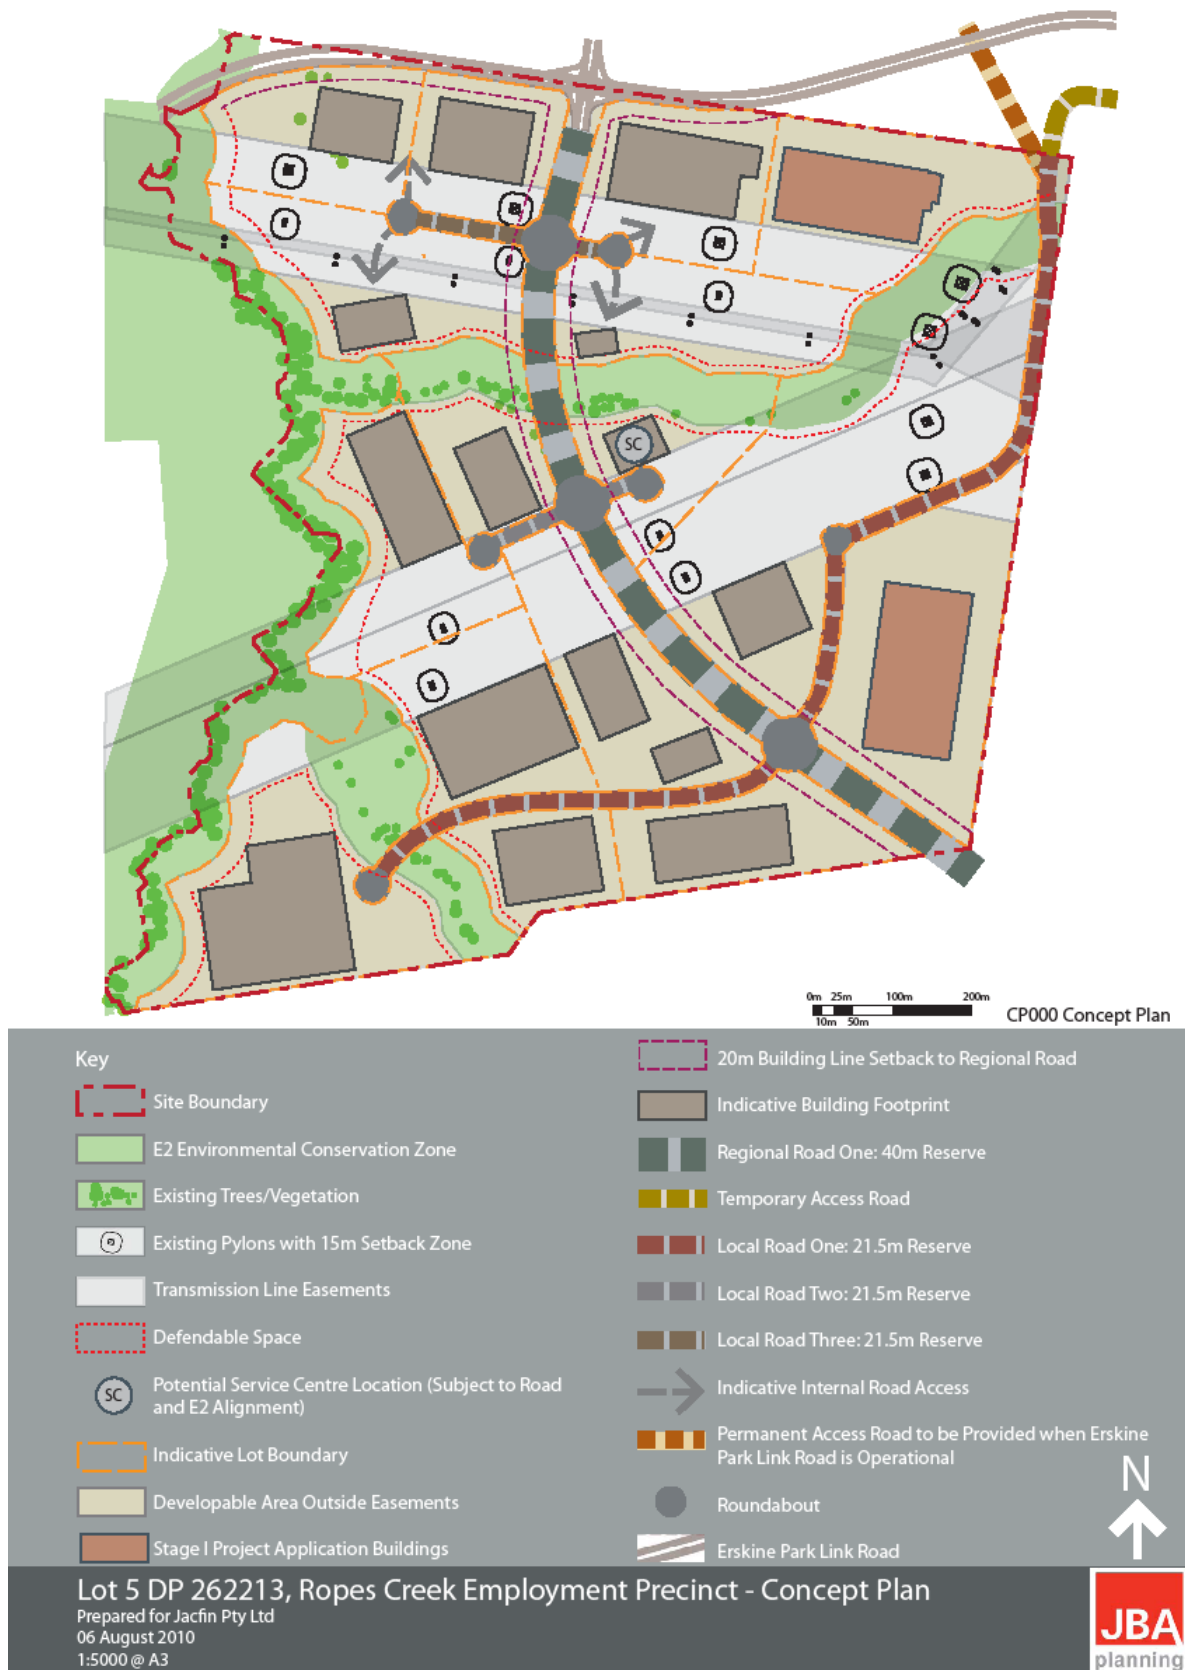 SC
0m 25m 100m 200m
10m 50m
CP000 Concept Plan
Key
Site Boundary
E2 Environmental Conservation Zone
Existing Trees/Vegetation
Existing Pylons with 15m Setback Zone
Transmission Line Easements
Defendable Space
SC
Potential Service Centre Location (Subject to Road
and E2 Alignment)
Indicative Lot Boundary
Developable Area Outside Easements
Stage I Project Application Buildings
20m Building Line Setback to Regional Road
Indicative Building Footprint
Regional Road One: 40m Reserve
Temporary Access Road
Local Road One: 21.5m Reserve
Local Road Two: 21.5m Reserve
Local Road Three: 21.5m Reserve
Indicative Internal Road Access
Permanent Access Road to be Provided when Erskine
Park Link Road is Operational
Roundabout
Erskine Park Link Road
N
Lot 5 DP 262213, Ropes Creek Employment Precinct - Concept Plan
Prepared for Jacfin Pty Ltd
06 August 2010
1:5000 @ A3
JBA
planning